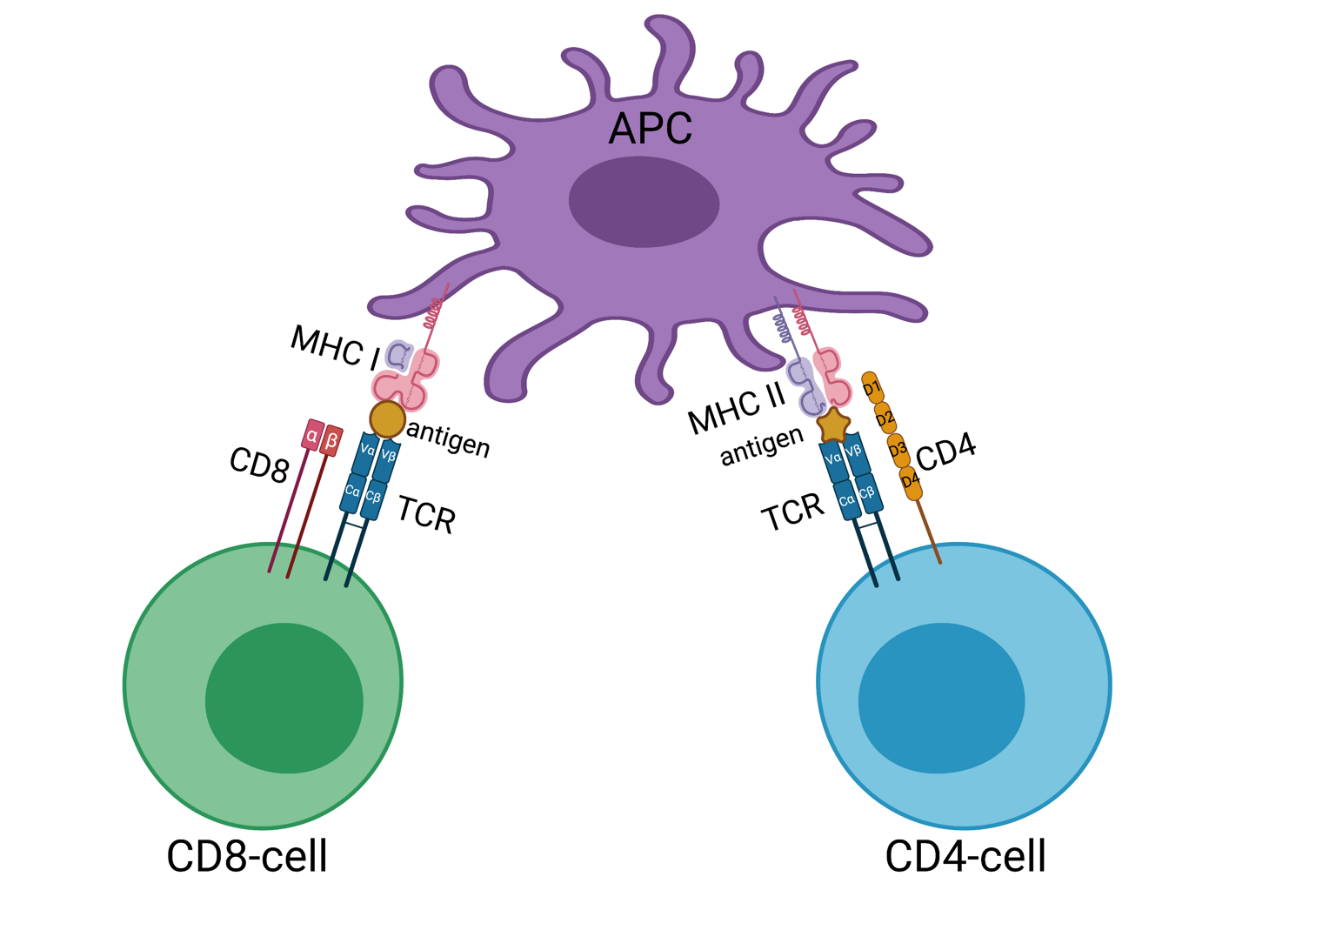 APC
MHC I
antigen
α β
CD8
Vα Vβ
Cα Cβ
TCR
MHC II
antigen
D1
D2
D3
D4
CD4
Vα Vβ
Cα Cβ
TCR
CD8-cell
CD4-cell